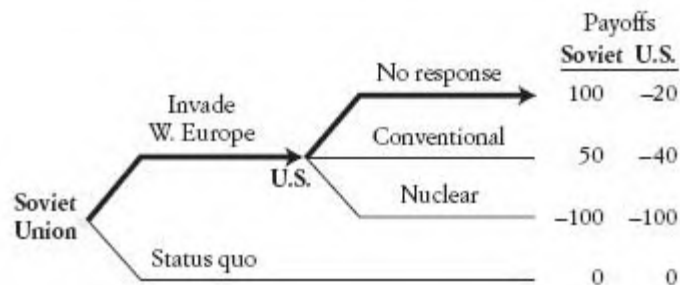 Payoffs
Soviet U.S.
No response
100 –20
Invade
W. Europe
Conventional
50 –40
U.S.
Nuclear
Soviet
Union
–100 –100
Status quo
0 0